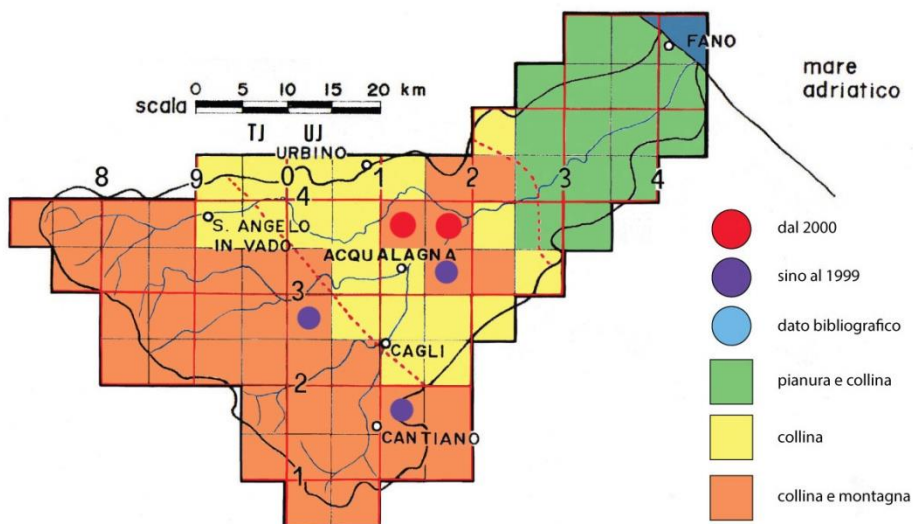 FANO
mare
adriatico
0 5 10 12 15 20 km
scala
TJ UJ
URBINO
8 9 0 1 2 3 4
4
S. ANGELO
IN VADO
ACQUALAGNA
3
CAGLI
2
CANTIANO
1
dal 2000
sino al 1999
dato bibliografico
pianura e collina
collina
collina e montagna